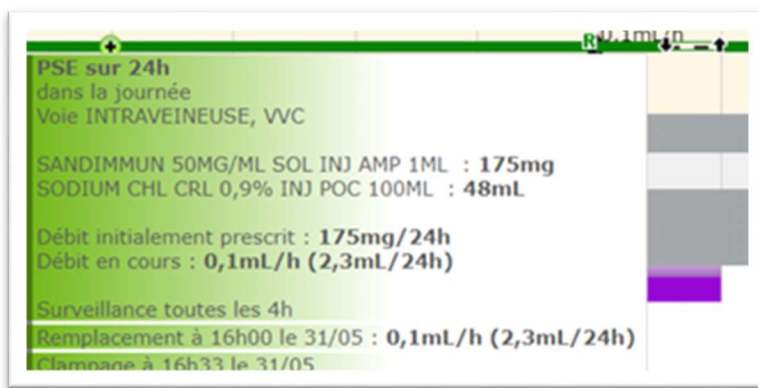 R 0,1mL/h
PSE sur 24h
dans la journée
Voie INTRAVEINEUSE, VVC
SANDIMMUN 50MG/ML SOL INJ AMP 1ML : 175mg
SODIUM CHL CRL 0,9% INJ POC 100ML : 48mL
Débit initialement prescrit : 175mg/24h
Débit en cours : 0,1mL/h (2,3mL/24h)
Surveillance toutes les 4h
Remplacement à 16h00 le 31/05 : 0,1mL/h (2,3mL/24h)
Clampage à 16h33 le 31/05